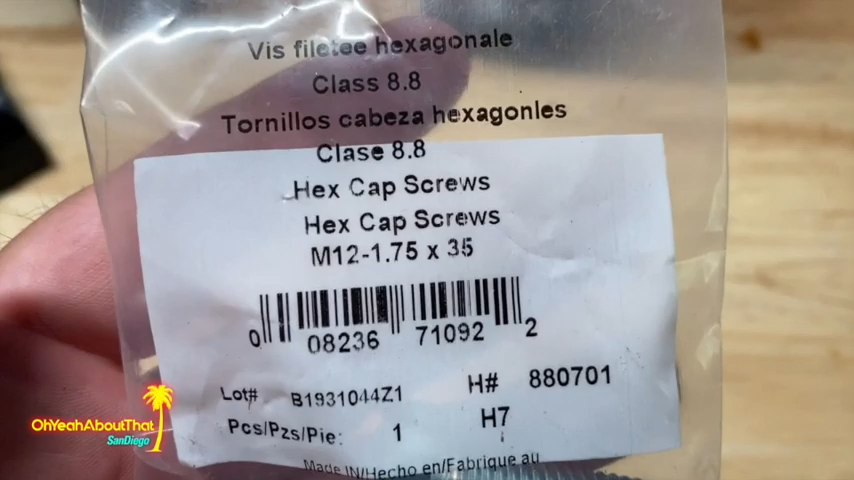 Vis filetee hexagonale
Class 8.8
Tornillos cabeza hexagonles
Clase 8.8
Hex Cap Screws
Hex Cap Screws
M12-1.75 x 35
0 08236 71092 2
Lot# B1931044Z1 H# 880701
Pcs/Pzs/Pie: 1 H7
Made IN/Hecho en/Fabrique au
OhYeahAboutThat
SanDiego